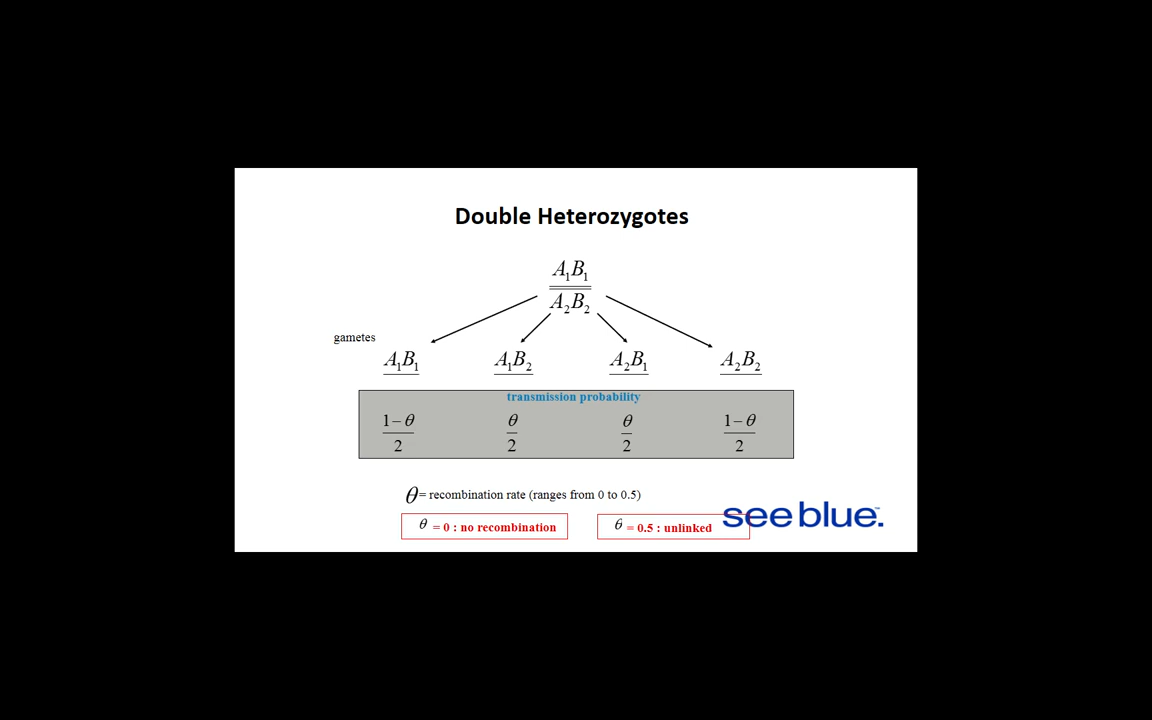 Double Heterozygotes
A₁B₁
A₂B₂
gametes
A₁B₁ A₁B₂ A₂B₁ A₂B₂
transmission probability
1−θ θ θ 1−θ
2 2 2 2
θ = recombination rate (ranges from 0 to 0.5)
θ = 0 : no recombination θ = 0.5 : unlinked
see blue.™